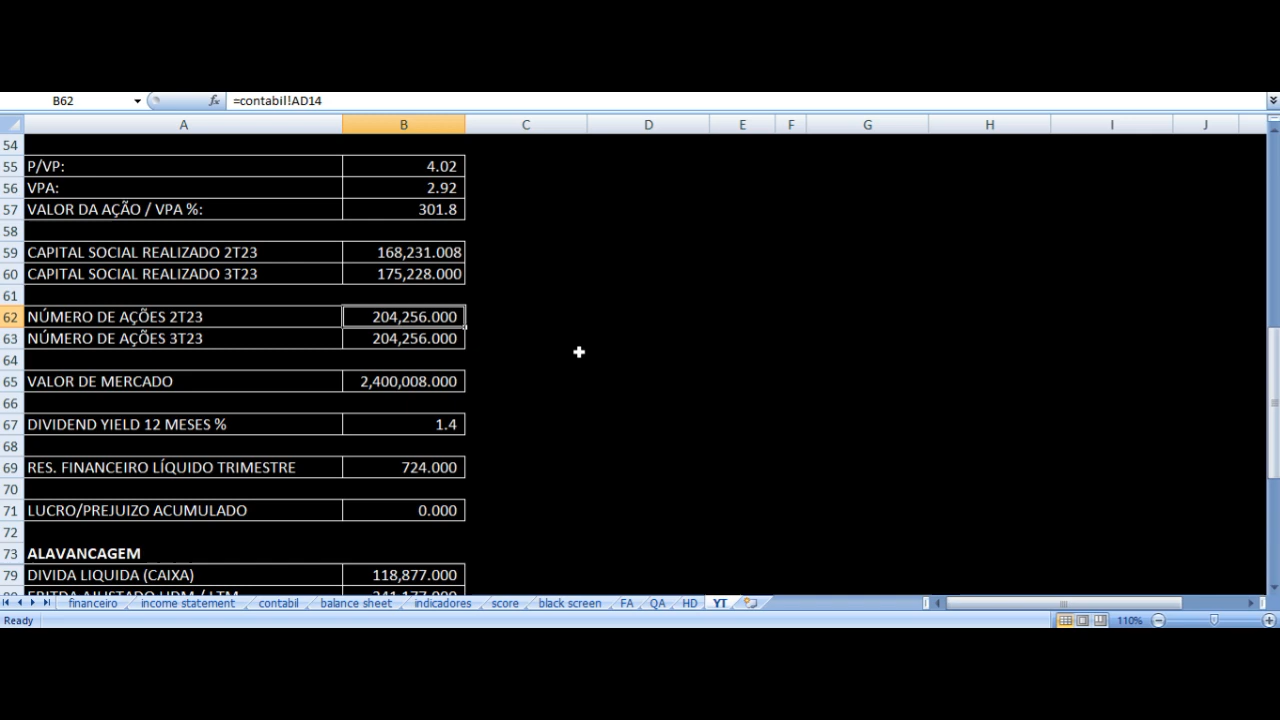 B62 fx =contabil!AD14
A B C D E F G H I J
54
55 P/VP: 4.02
56 VPA: 2.92
57 VALOR DA AÇÃO / VPA %: 301.8
58
59 CAPITAL SOCIAL REALIZADO 2T23 168,231.008
60 CAPITAL SOCIAL REALIZADO 3T23 175,228.000
61
62 NÚMERO DE AÇÕES 2T23 204,256.000
63 NÚMERO DE AÇÕES 3T23 204,256.000
64
65 VALOR DE MERCADO 2,400,008.000
66
67 DIVIDEND YIELD 12 MESES % 1.4
68
69 RES. FINANCEIRO LÍQUIDO TRIMESTRE 724.000
70
71 LUCRO/PREJUIZO ACUMULADO 0.000
72
73 ALAVANCAGEM
79 DIVIDA LIQUIDA (CAIXA) 118,877.000
financeiro income statement contabil balance sheet indicadores score black screen FA QA HD YT
Ready 110%